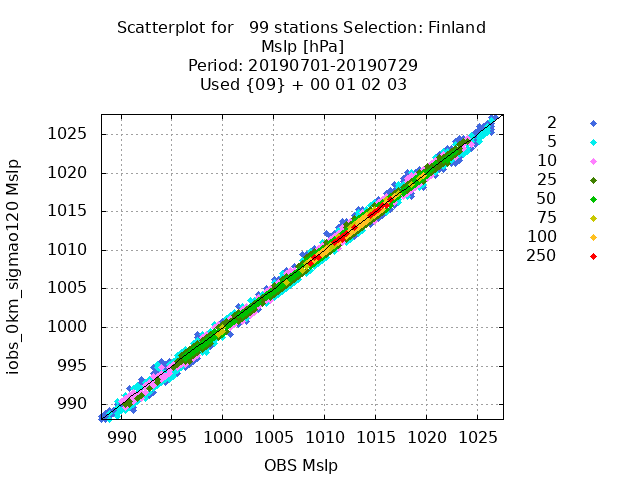 Scatterplot for   99 stations Selection: Finland
Mslp [hPa]
Period: 20190701-20190729
Used {09} + 00 01 02 03
1025
1020
1015
1010
1005
1000
995
990
iobs_0km_sigmao120 Mslp
2
5
10
25
50
75
100
250
990 995 1000 1005 1010 1015 1020 1025
OBS Mslp